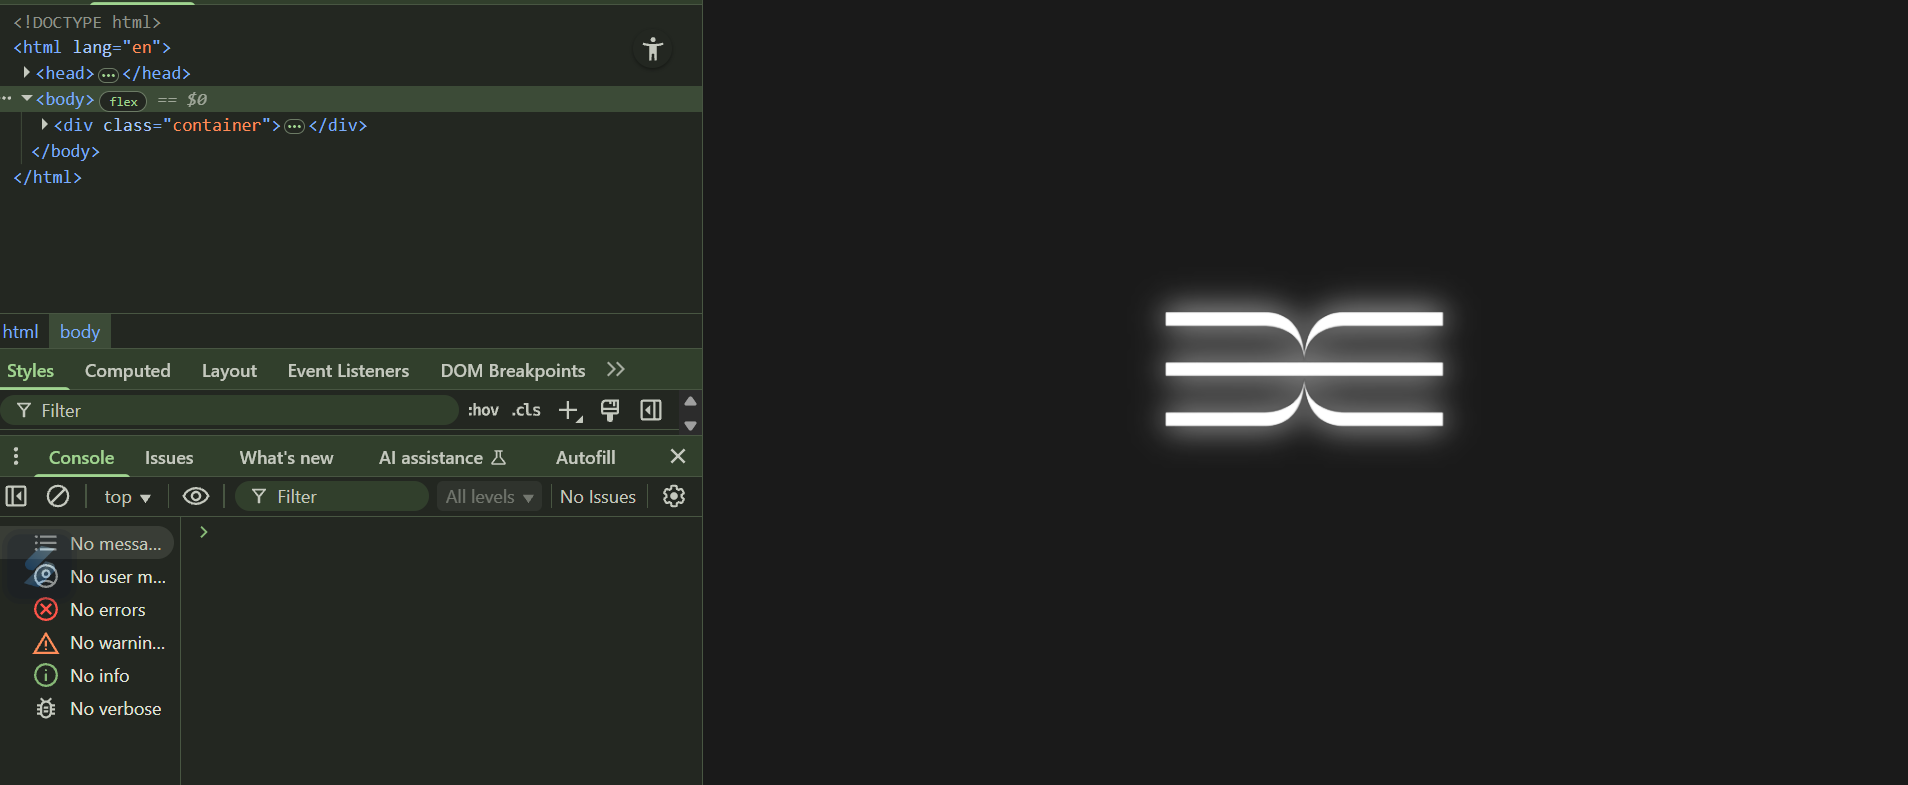 <!DOCTYPE html>
<html lang="en">
<head>…</head>
<body> flex == $0
<div class="container">…</div>
</body>
</html>
html body
Styles Computed Layout Event Listeners DOM Breakpoints
Filter :hov .cls
Console Issues What's new AI assistance Autofill
top Filter All levels No Issues
No messa...
No user m...
No errors
No warnin...
No info
No verbose